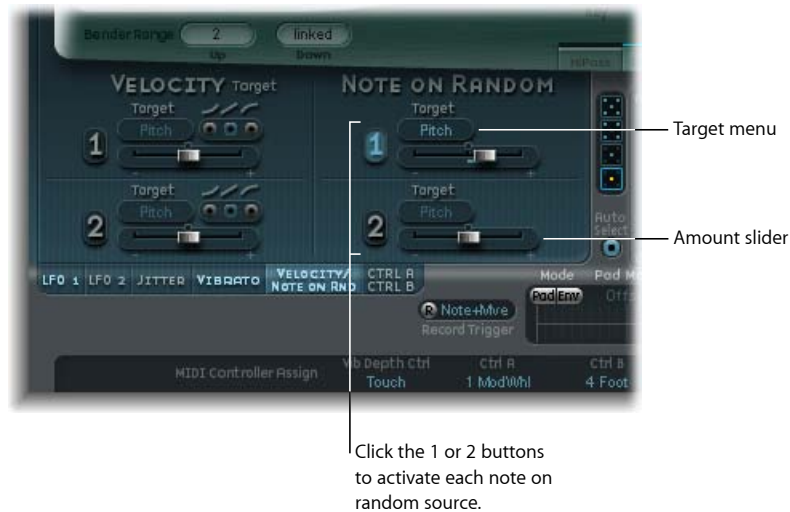 Key
Bender Range 2 linked
Up Down
HiPass
VELOCITY Target NOTE ON RANDOM
Target Target
1 Pitch 1 Pitch
Target menu
- + - +
Target Target
2 Pitch 2 Pitch
Amount slider
- + - +
Auto
Select
LFO 1 LFO 2 JITTER VIBRATO VELOCITY/ NOTE ON RND CTRL A CTRL B
Mode Pad M
Pad Env Offs
R Note+Mve
Record Trigger
MIDI Controller Assign
Vib Depth Ctrl Ctrl A Ctrl B
Touch 1 ModWhl 4 Foot
Click the 1 or 2 buttons
to activate each note on
random source.